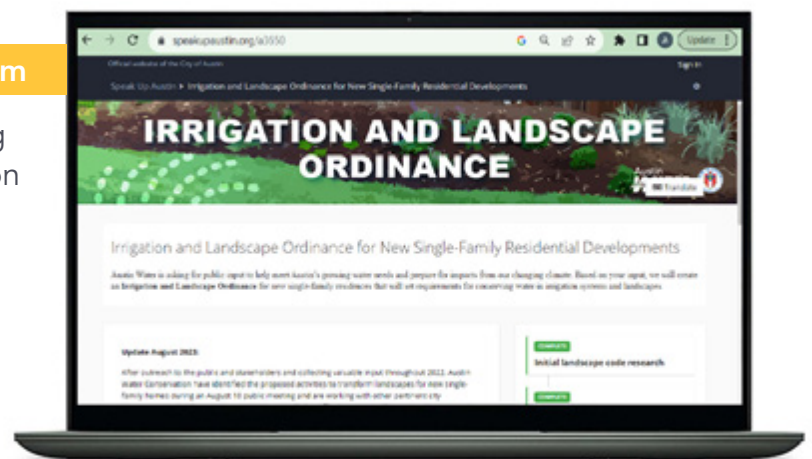 m
g
on
speakupaustin.org/a3550
Update
Official website of the City of Austin
Sign In
Speak Up Austin Irrigation and Landscape Ordinance for New Single-Family Residential Developments
IRRIGATION AND LANDSCAPE
ORDINANCE
Translate
Irrigation and Landscape Ordinance for New Single-Family Residential Developments
Austin Water is asking for public input to help meet Austin's growing water needs and prepare for impacts from our changing climate. Based on your input, we will create
an Irrigation and Landscape Ordinance for new single-family residences that will set requirements for conserving water in irrigation systems and landscapes.
Update August 2023:
After outreach to the public and stakeholders and collecting valuable input throughout 2022, Austin
Water Conservation have identified the proposed activities to transform landscapes for new single-
family homes during an August 10 public meeting and are working with other pertinent city
COMPLETE
Initial landscape code research
COMPLETE